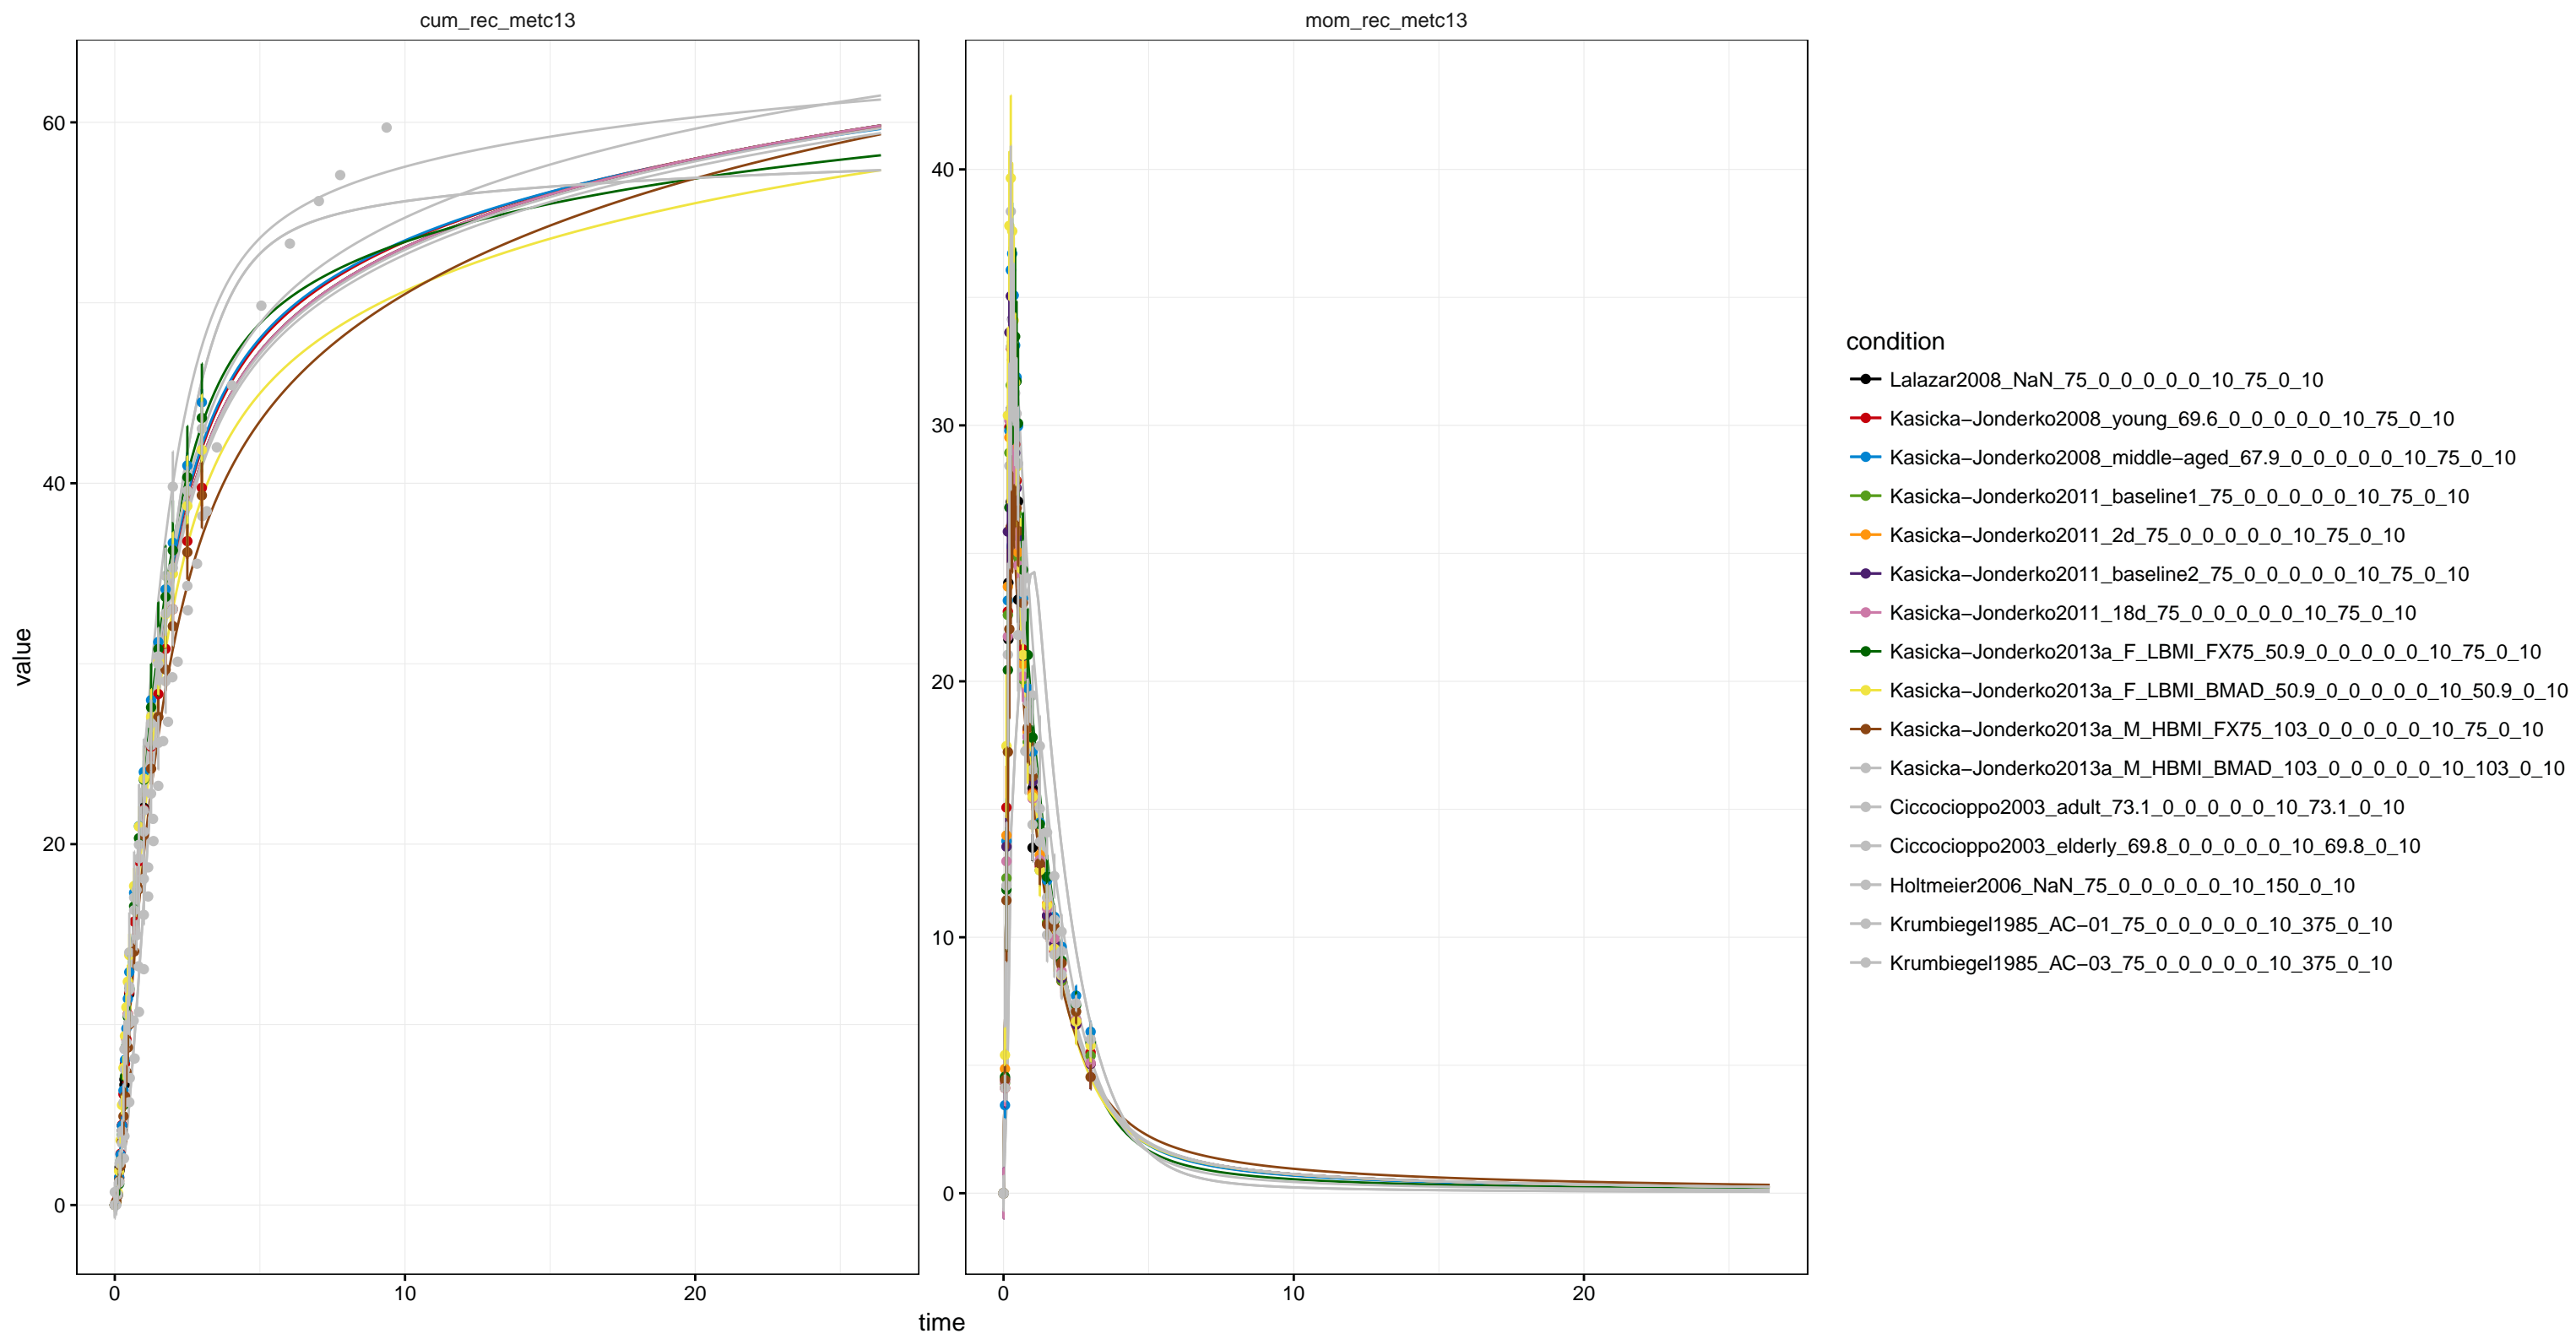 cum_rec_metc13
mom_rec_metc13
value
60
40
20
0
0
10
20
40
30
20
10
0
0
10
20
time
condition
Lalazar2008_NaN_75_0_0_0_0_0_10_75_0_10
Kasicka−Jonderko2008_young_69.6_0_0_0_0_0_10_75_0_10
Kasicka−Jonderko2008_middle−aged_67.9_0_0_0_0_0_10_75_0_10
Kasicka−Jonderko2011_baseline1_75_0_0_0_0_0_10_75_0_10
Kasicka−Jonderko2011_2d_75_0_0_0_0_0_10_75_0_10
Kasicka−Jonderko2011_baseline2_75_0_0_0_0_0_10_75_0_10
Kasicka−Jonderko2011_18d_75_0_0_0_0_0_10_75_0_10
Kasicka−Jonderko2013a_F_LBMI_FX75_50.9_0_0_0_0_0_10_75_0_10
Kasicka−Jonderko2013a_F_LBMI_BMAD_50.9_0_0_0_0_0_10_50.9_0_10
Kasicka−Jonderko2013a_M_HBMI_FX75_103_0_0_0_0_0_10_75_0_10
Kasicka−Jonderko2013a_M_HBMI_BMAD_103_0_0_0_0_0_10_103_0_10
Ciccocioppo2003_adult_73.1_0_0_0_0_0_10_73.1_0_10
Ciccocioppo2003_elderly_69.8_0_0_0_0_0_10_69.8_0_10
Holtmeier2006_NaN_75_0_0_0_0_0_10_150_0_10
Krumbiegel1985_AC−01_75_0_0_0_0_0_10_375_0_10
Krumbiegel1985_AC−03_75_0_0_0_0_0_10_375_0_10